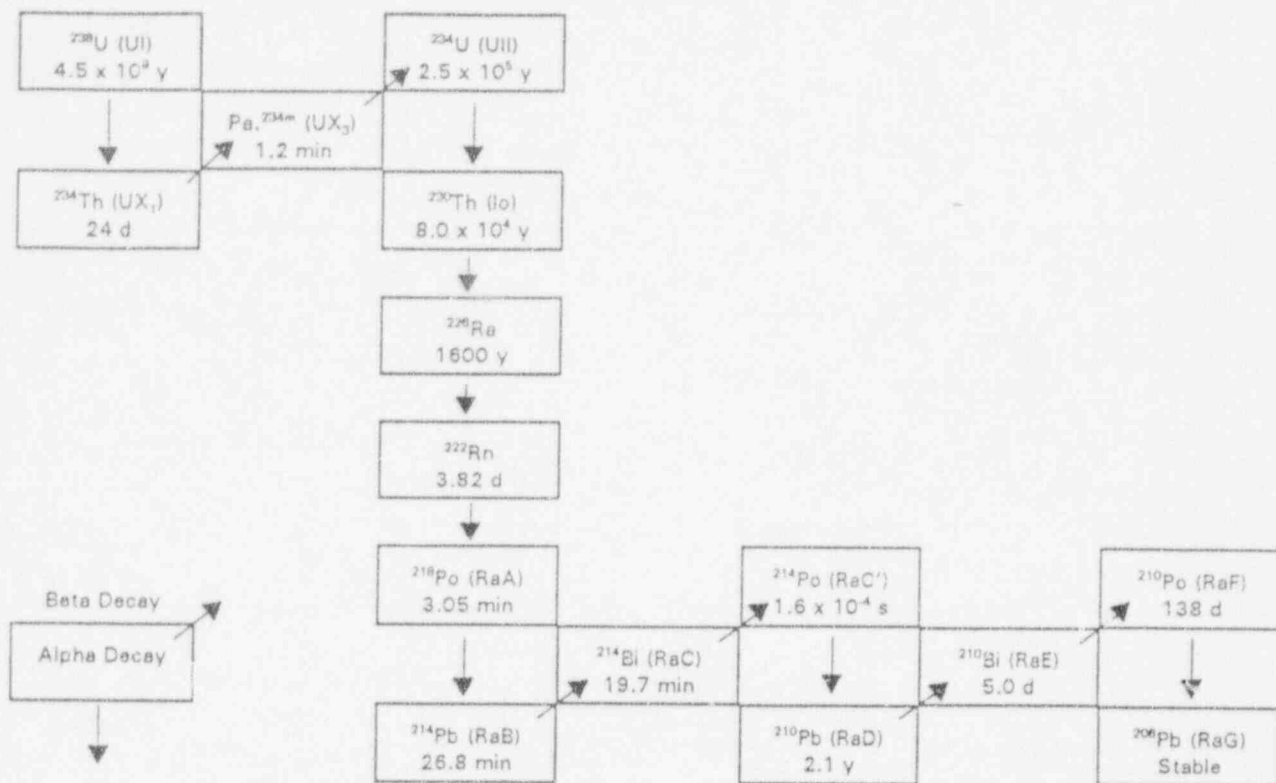 ²³⁸U (UI)
4.5 x 10⁹ y
²³⁴U (UII)
2.5 x 10⁵ y
Pa.²³⁴ᵐ (UX₃)
1.2 min
²³⁴Th (UX₁)
24 d
²³⁰Th (Io)
8.0 x 10⁴ y
²²⁶Ra
1600 y
²²²Rn
3.82 d
²¹⁸Po (RaA)
3.05 min
²¹⁴Po (RaC')
1.6 x 10⁻⁴ s
²¹⁰Po (RaF)
138 d
Beta Decay
Alpha Decay
²¹⁴Bi (RaC)
19.7 min
²¹⁰Bi (RaE)
5.0 d
²¹⁴Pb (RaB)
26.8 min
²¹⁰Pb (RaD)
2.1 y
²⁰⁶Pb (RaG)
Stable